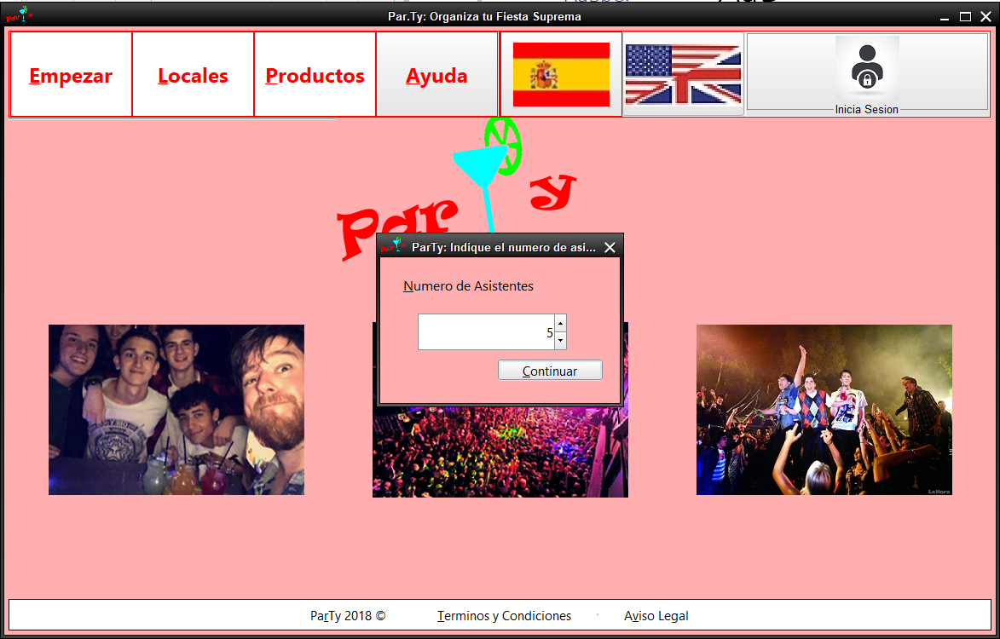 Par.Ty: Organiza tu Fiesta Suprema
Empezar
Locales
Productos
Ayuda
Inicia Sesion
Par y
ParTy: Indique el numero de asi...
Numero de Asistentes
5
Continuar
LaHora
ParTy 2018 ©
Terminos y Condiciones
·
Aviso Legal